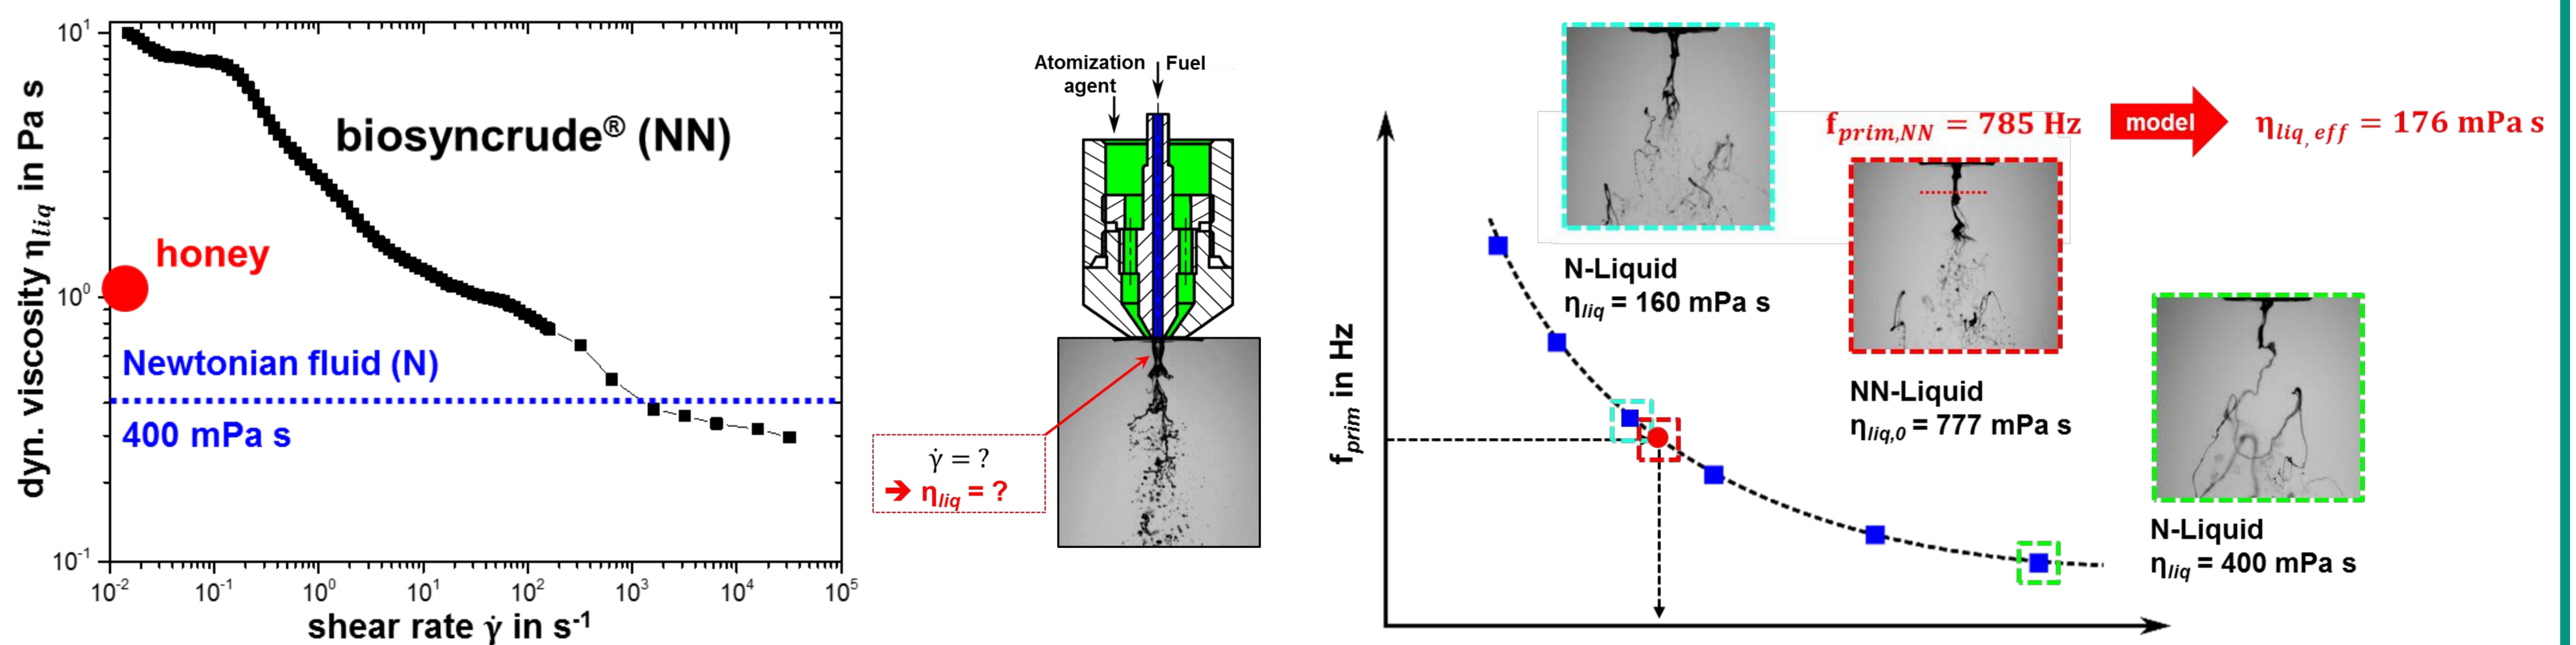 dyn. viscosity η_liq in Pa s
10¹
10⁰
10⁻¹
biosyncrude® (NN)
honey
Newtonian fluid (N)
400 mPa s
10⁻²
10⁻¹
10⁰
10¹
10²
10³
10⁴
10⁵
shear rate γ̇ in s⁻¹
Atomization
agent
Fuel
γ̇ = ?
➔ η_liq = ?
f_prim in Hz
N-Liquid
η_liq = 160 mPa s
f_prim,NN = 785 Hz
model
η_liq, eff = 176 mPa s
NN-Liquid
η_liq,0 = 777 mPa s
N-Liquid
η_liq = 400 mPa s